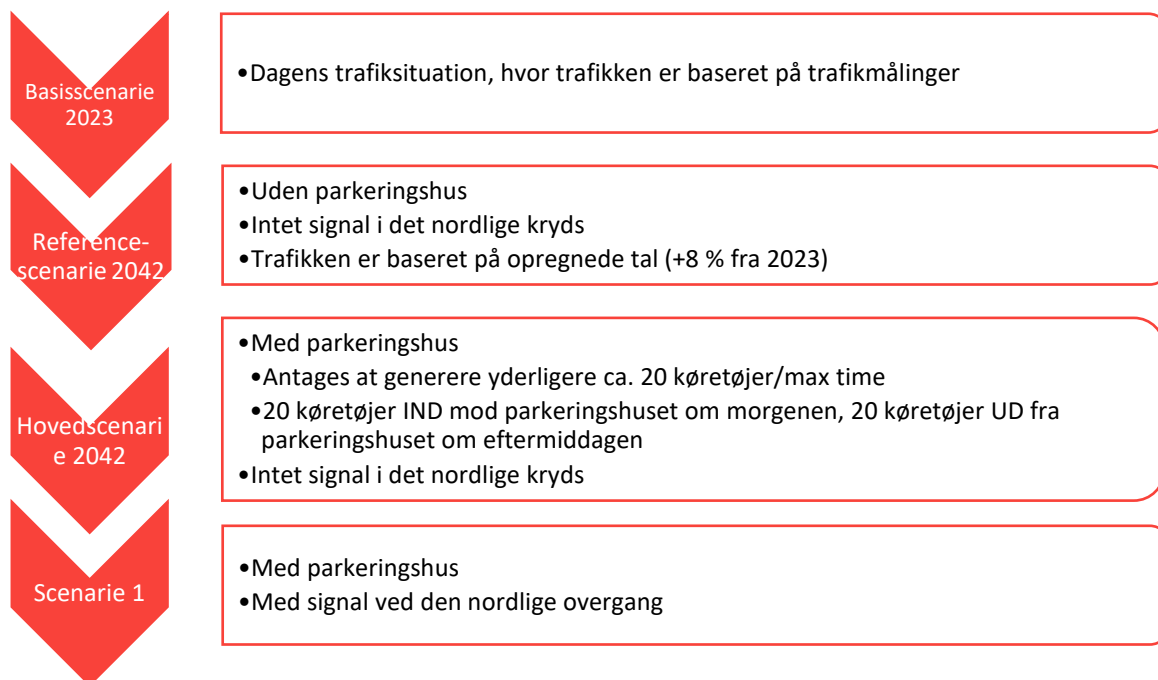 Basisscenarie
2023
•Dagens trafiksituation, hvor trafikken er baseret på trafikmålinger
Reference-
scenarie 2042
•Uden parkeringshus
•Intet signal i det nordlige kryds
•Trafikken er baseret på opregnede tal (+8 % fra 2023)
Hovedscenari
e 2042
•Med parkeringshus
•Antages at generere yderligere ca. 20 køretøjer/max time
•20 køretøjer IND mod parkeringshuset om morgenen, 20 køretøjer UD fra
parkeringshuset om eftermiddagen
•Intet signal i det nordlige kryds
Scenarie 1
•Med parkeringshus
•Med signal ved den nordlige overgang